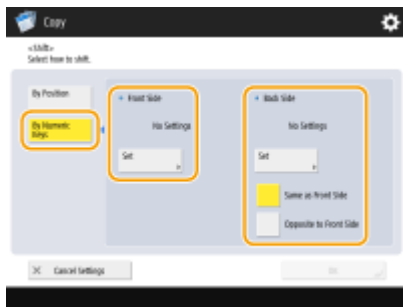 Copy
<Shift>
Select how to shift.
By Position
By Numeric
Keys
Front Side
Back Side
No Settings
No Settings
Set
Set
Same as Front Side
Opposite to Front Side
Cancel Settings
OK